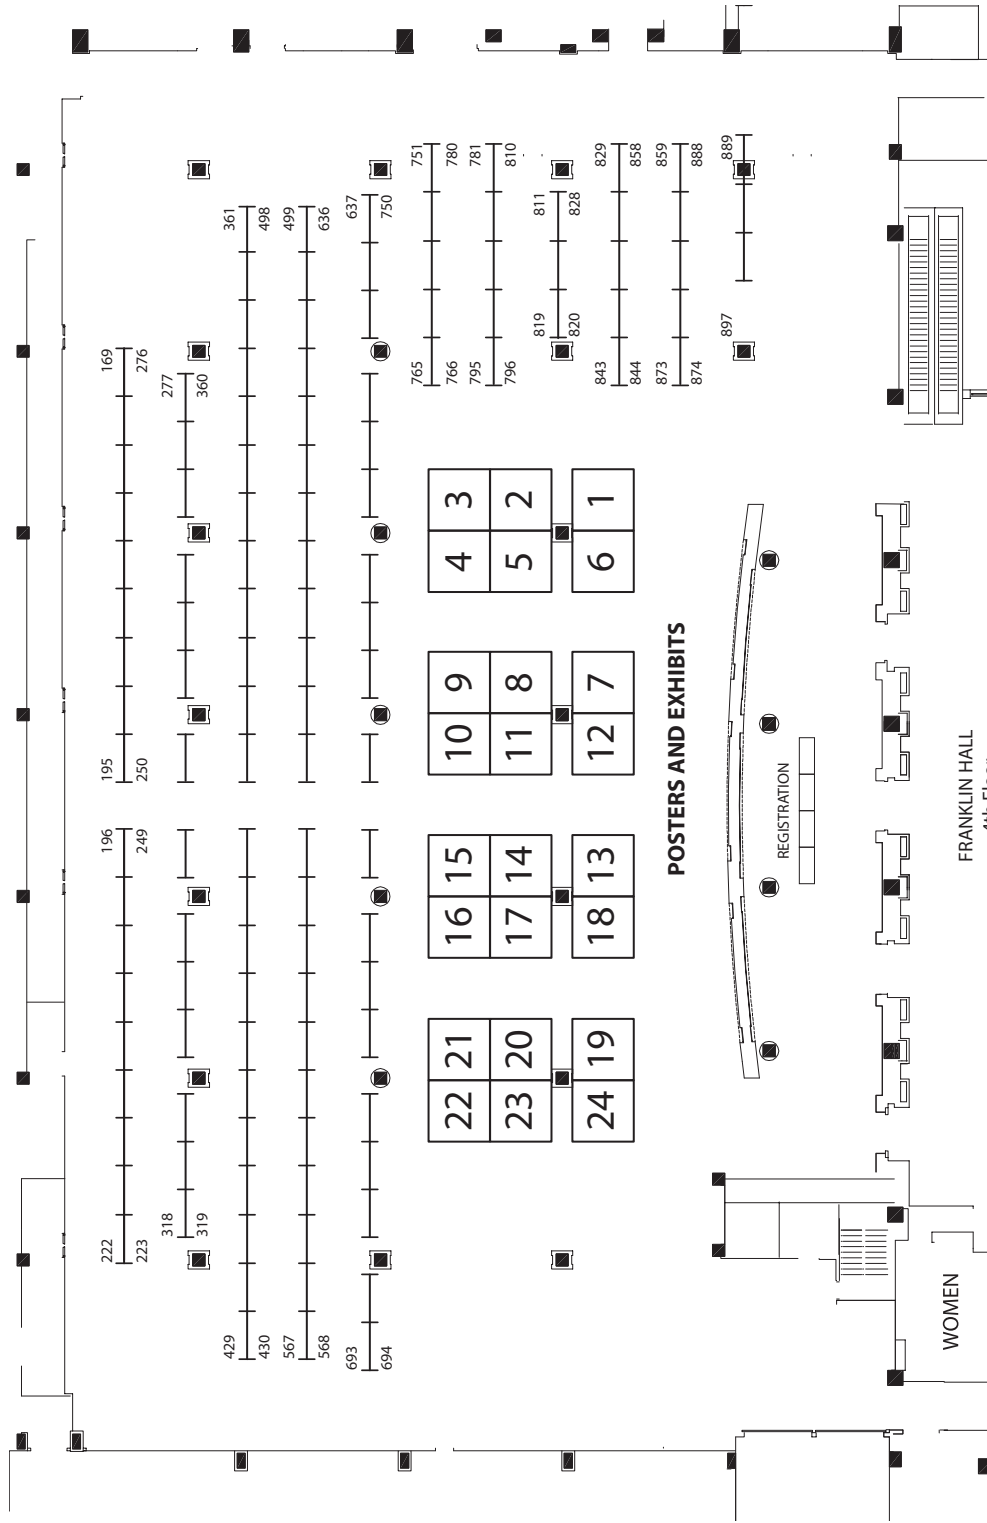 222 196 195 169
223 249 250 276
318 277
319 360
429 361
430 498
567 499
568 636
693 637
694 750
765 751
766 780
22 21 16 15 10 9 4 3
795 781
796 810
23 20 17 14 11 8 5 2
819 811
820 828
24 19 18 13 12 7 6 1
843 829
844 858
873 859
874 888
POSTERS AND EXHIBITS
897 889
REGISTRATION
WOMEN
FRANKLIN HALL
4th Floor